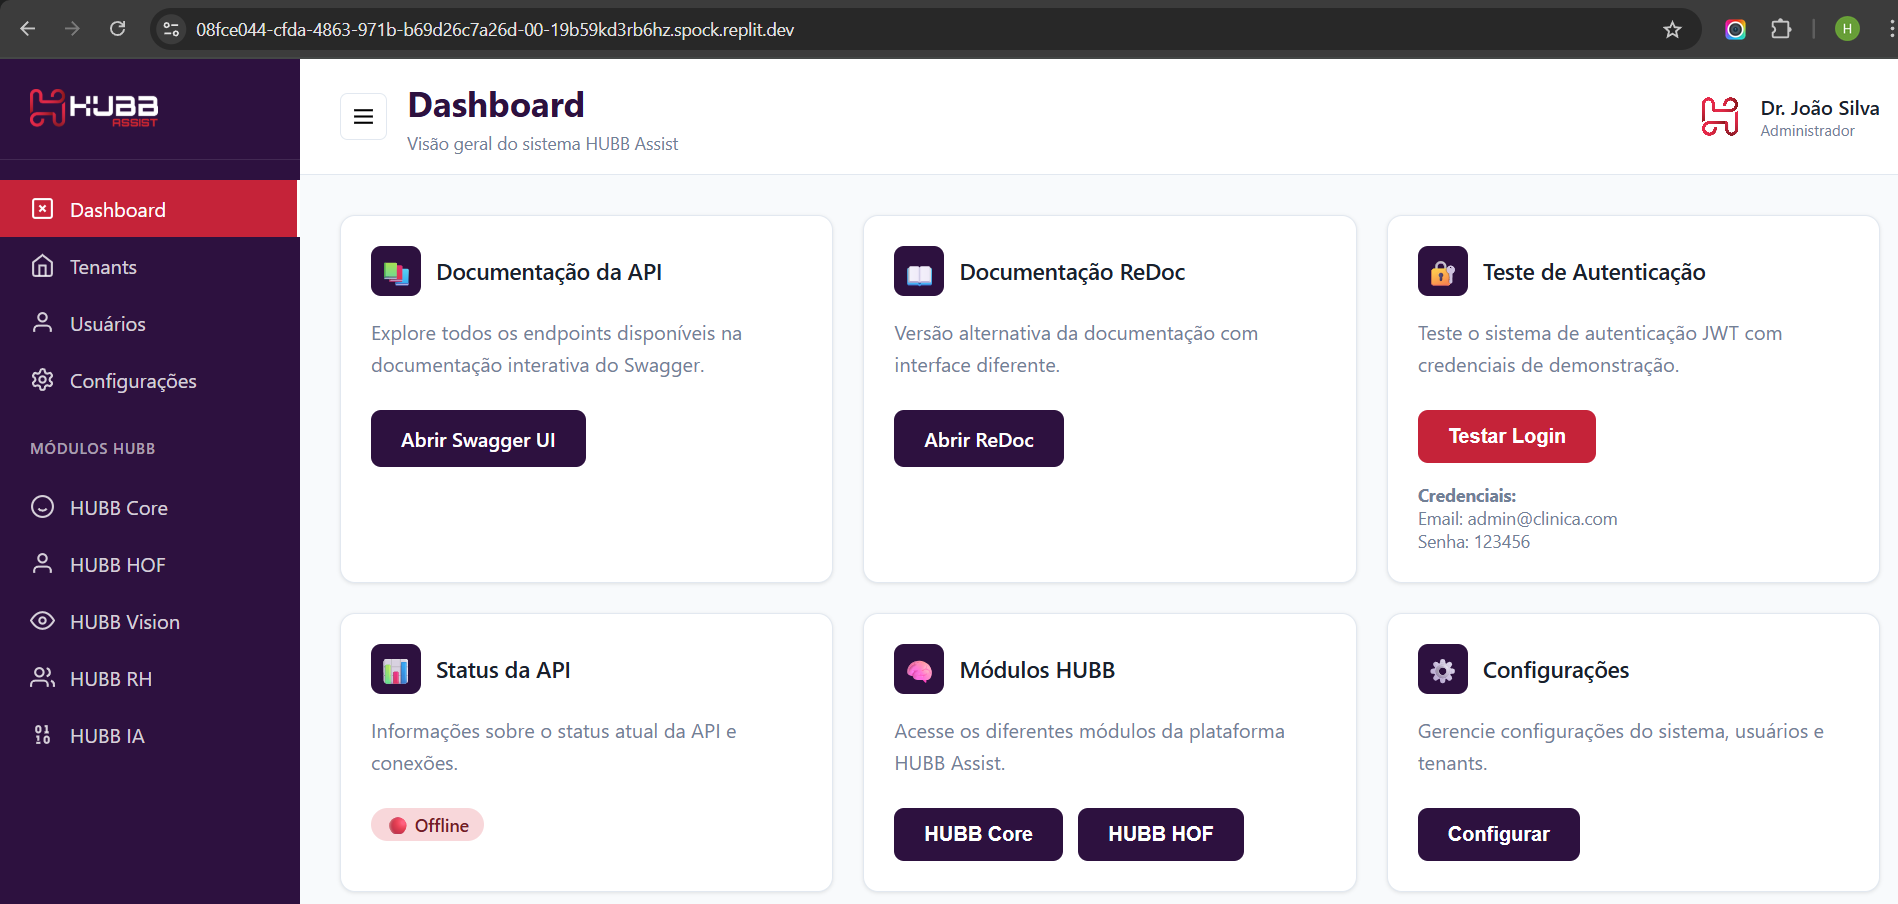 08fce044-cfda-4863-971b-b69d26c7a26d-00-19b59kd3rb6hz.spock.replit.dev
H
HUBB
ASSIST
Dashboard
Visão geral do sistema HUBB Assist
Dr. João Silva
Administrador
Dashboard
Tenants
Usuários
Configurações
MÓDULOS HUBB
HUBB Core
HUBB HOF
HUBB Vision
HUBB RH
HUBB IA
Documentação da API
Explore todos os endpoints disponíveis na
documentação interativa do Swagger.
Abrir Swagger UI
Documentação ReDoc
Versão alternativa da documentação com
interface diferente.
Abrir ReDoc
Teste de Autenticação
Teste o sistema de autenticação JWT com
credenciais de demonstração.
Testar Login
Credenciais:
Email: admin@clinica.com
Senha: 123456
Status da API
Informações sobre o status atual da API e
conexões.
Offline
Módulos HUBB
Acesse os diferentes módulos da plataforma
HUBB Assist.
HUBB Core
HUBB HOF
Configurações
Gerencie configurações do sistema, usuários e
tenants.
Configurar